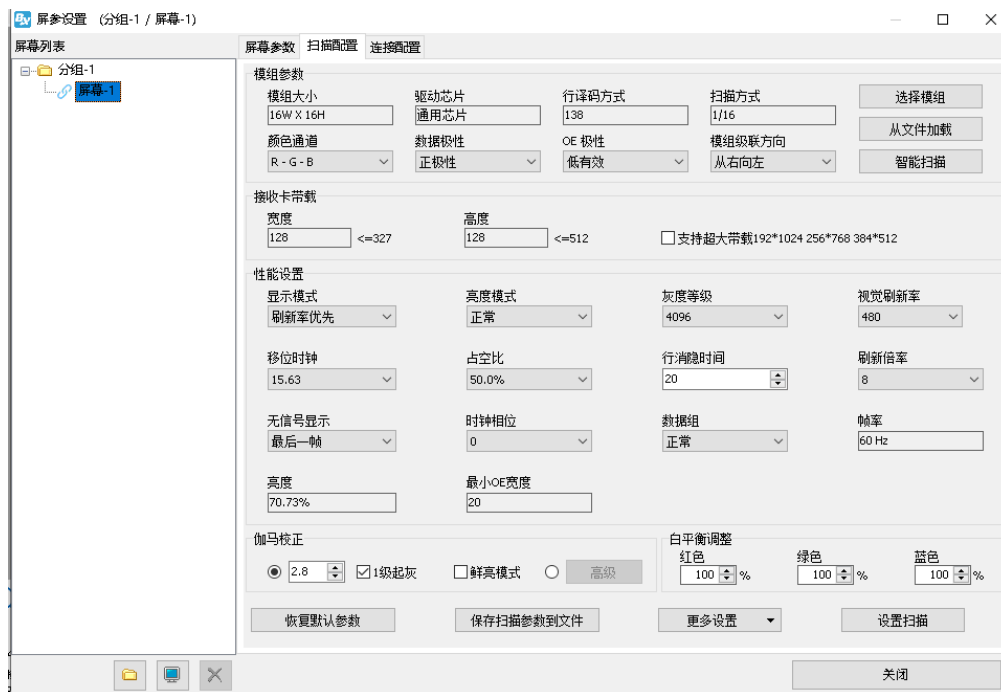 BN 屏参设置 (分组-1 / 屏幕-1)
屏幕列表
屏幕参数 扫描配置 连接配置
分组-1
屏幕-1
模组参数
模组大小 驱动芯片 行译码方式 扫描方式 选择模组
16W X 16H 通用芯片 138 1/16
从文件加载
颜色通道 数据极性 OE 极性 模组级联方向
R - G - B 正极性 低有效 从右向左 智能扫描
接收卡带载
宽度 高度
128 <=327 128 <=512 支持超大带载192*1024 256*768 384*512
性能设置
显示模式 亮度模式 灰度等级 视觉刷新率
刷新率优先 正常 4096 480
移位时钟 占空比 行消隐时间 刷新倍率
15.63 50.0% 20 8
无信号显示 时钟相位 数据组 帧率
最后一帧 0 正常 60 Hz
亮度 最小OE宽度
70.73% 20
伽马校正 白平衡调整
红色 绿色 蓝色
2.8 1级起灰 鲜亮模式 高级 100 % 100 % 100 %
恢复默认参数 保存扫描参数到文件 更多设置 设置扫描
关闭